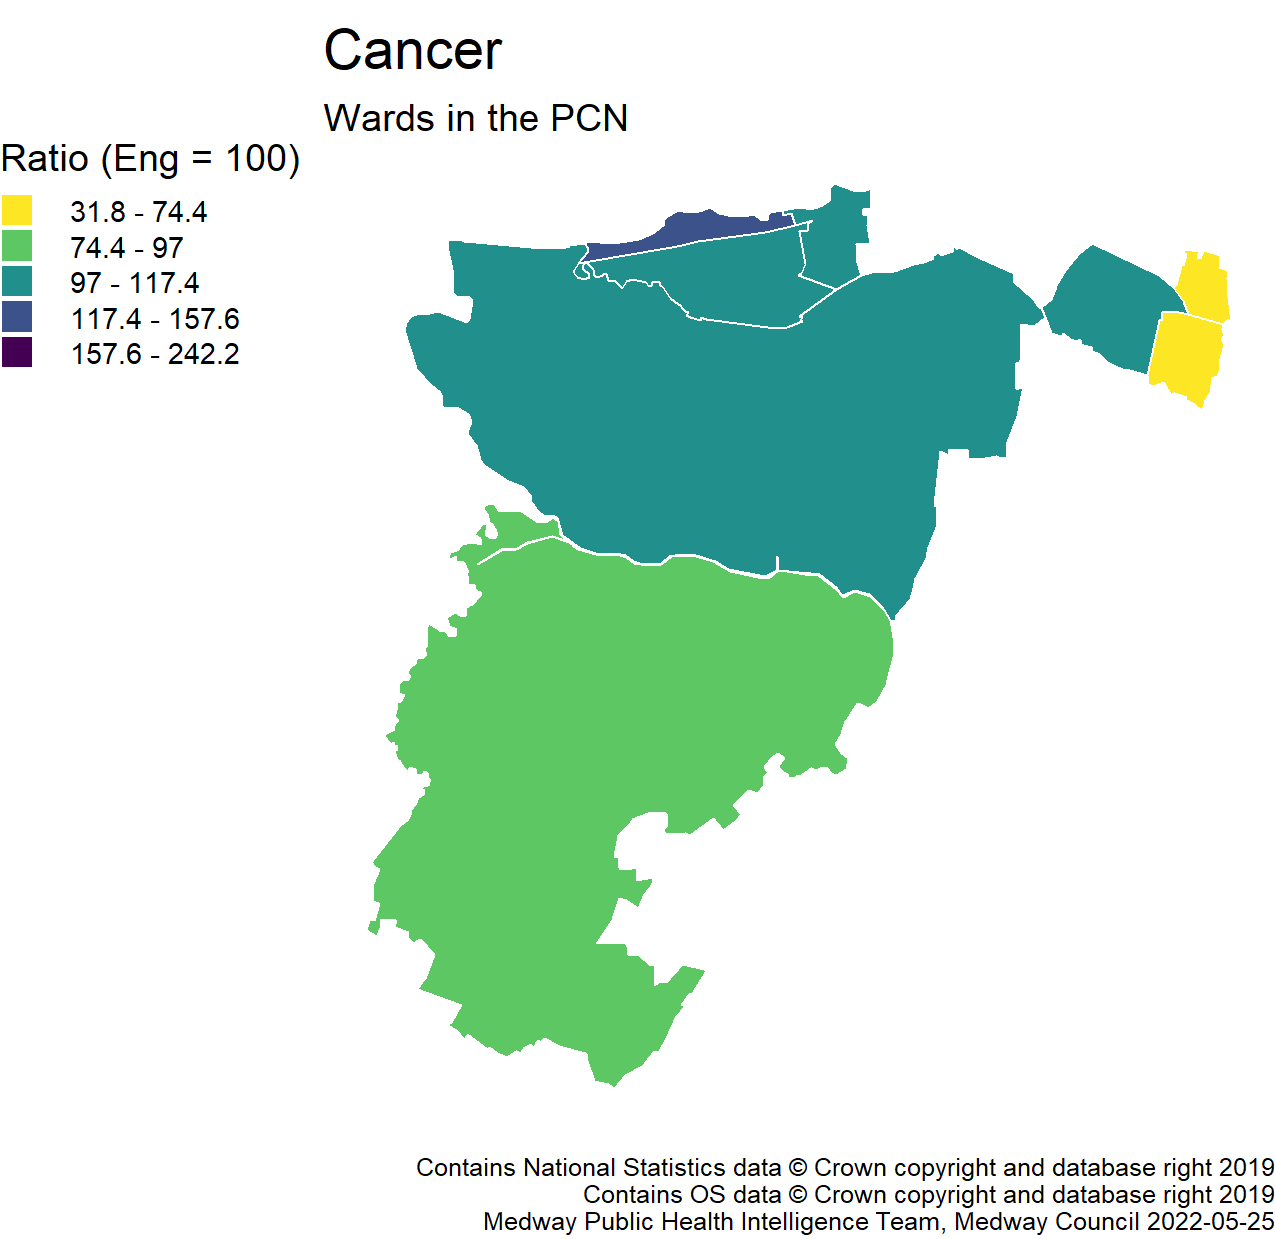 Cancer
Wards in the PCN
Ratio (Eng = 100)
31.8 - 74.4
74.4 - 97
97 - 117.4
117.4 - 157.6
157.6 - 242.2
Contains National Statistics data © Crown copyright and database right 2019
Contains OS data © Crown copyright and database right 2019
Medway Public Health Intelligence Team, Medway Council 2022-05-25